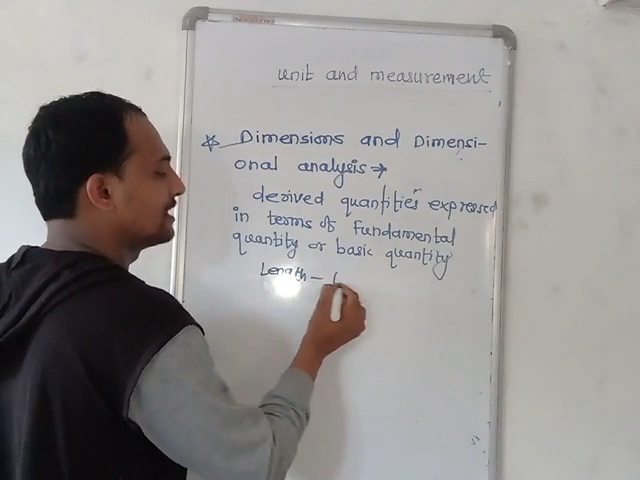 unit and measurement
Dimensions and Dimensi-
onal analysis →
derived quantities expressed
in terms of Fundamental
quantity or basic quantity
Length – (